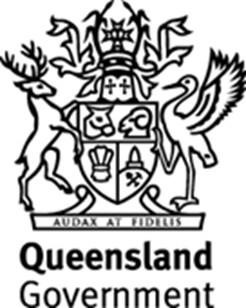 AUDAX AT FIDELIS
Queensland
Government